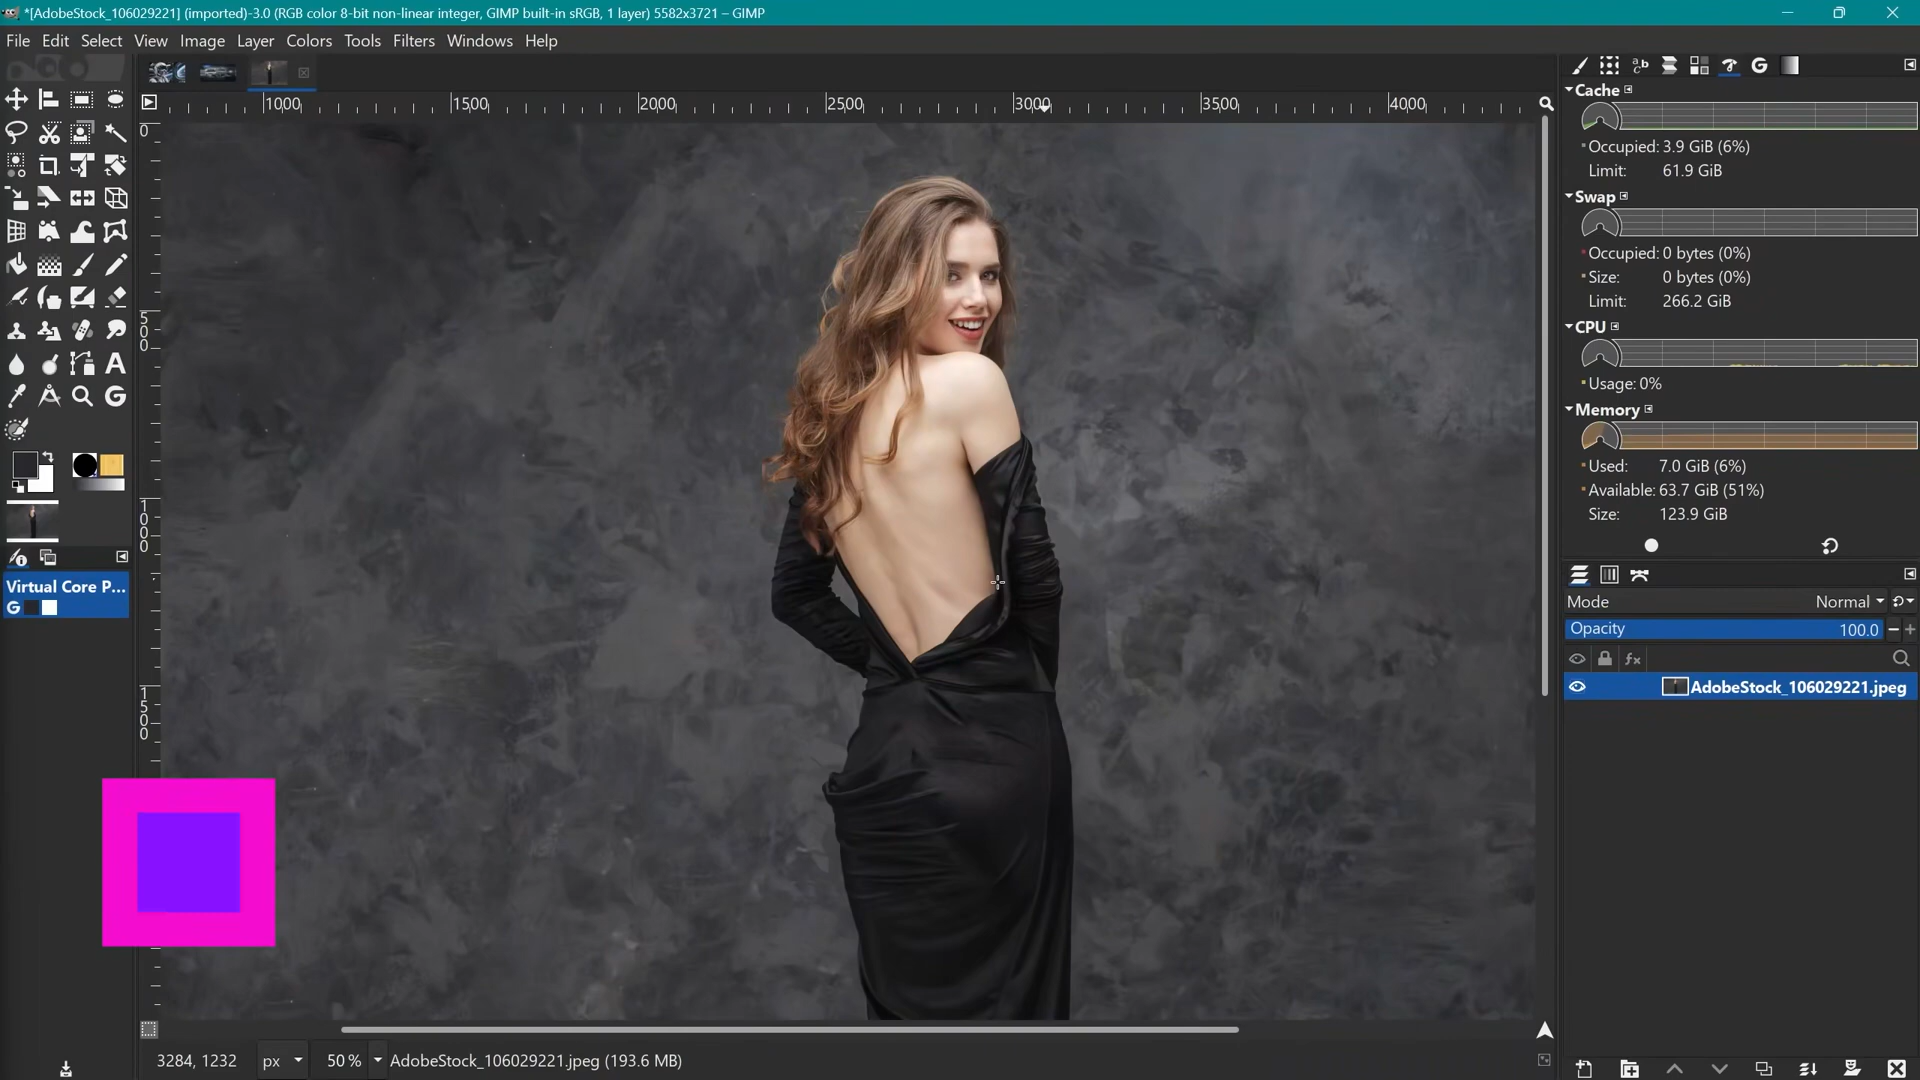 *[AdobeStock_106029221] (imported)-3.0 (RGB color 8-bit non-linear integer, GIMP built-in sRGB, 1 layer) 5582x3721 – GIMP
File Edit Select View Image Layer Colors Tools Filters Windows Help
1000 1500 2000 2500 3000 3500 4000
0
500
1000
1500
Cache
Occupied: 3.9 GiB (6%)
Limit: 61.9 GiB
Swap
Occupied: 0 bytes (0%)
Size: 0 bytes (0%)
Limit: 266.2 GiB
CPU
Usage: 0%
Memory
Used: 7.0 GiB (6%)
Available: 63.7 GiB (51%)
Size: 123.9 GiB
Virtual Core P...
Mode Normal
Opacity 100.0
fx
AdobeStock_106029221.jpeg
3284, 1232 px 50 % AdobeStock_106029221.jpeg (193.6 MB)